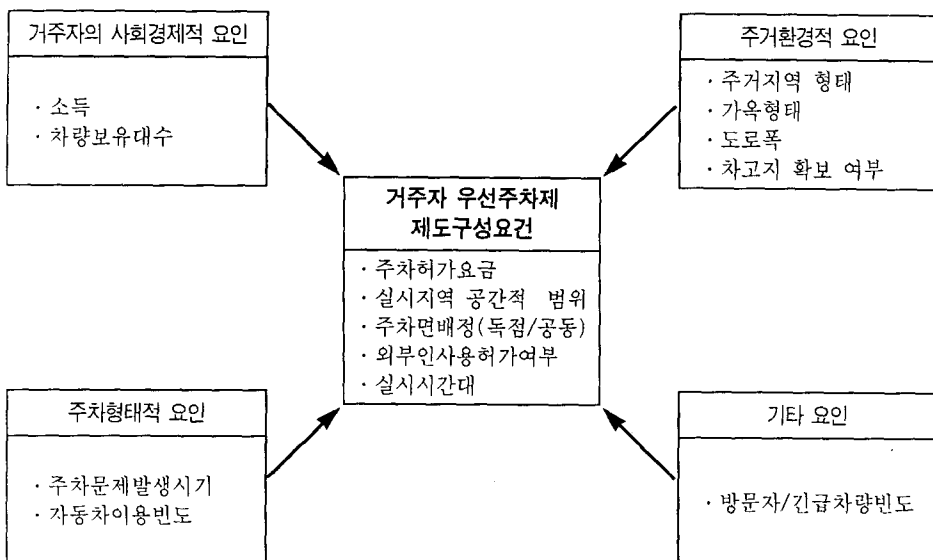 거주자의 사회경제적 요인
· 소득
· 차량보유대수
주거환경적 요인
· 주거지역 형태
· 가옥형태
· 도로폭
· 차고지 확보 여부
거주자 우선주차제
제도구성요건
· 주차허가요금
· 실시지역 공간적 범위
· 주차면배정(독점/공동)
· 외부인사용허가여부
· 실시시간대
주차형태적 요인
· 주차문제발생시기
· 자동차이용빈도
기타 요인
· 방문자/긴급차량빈도